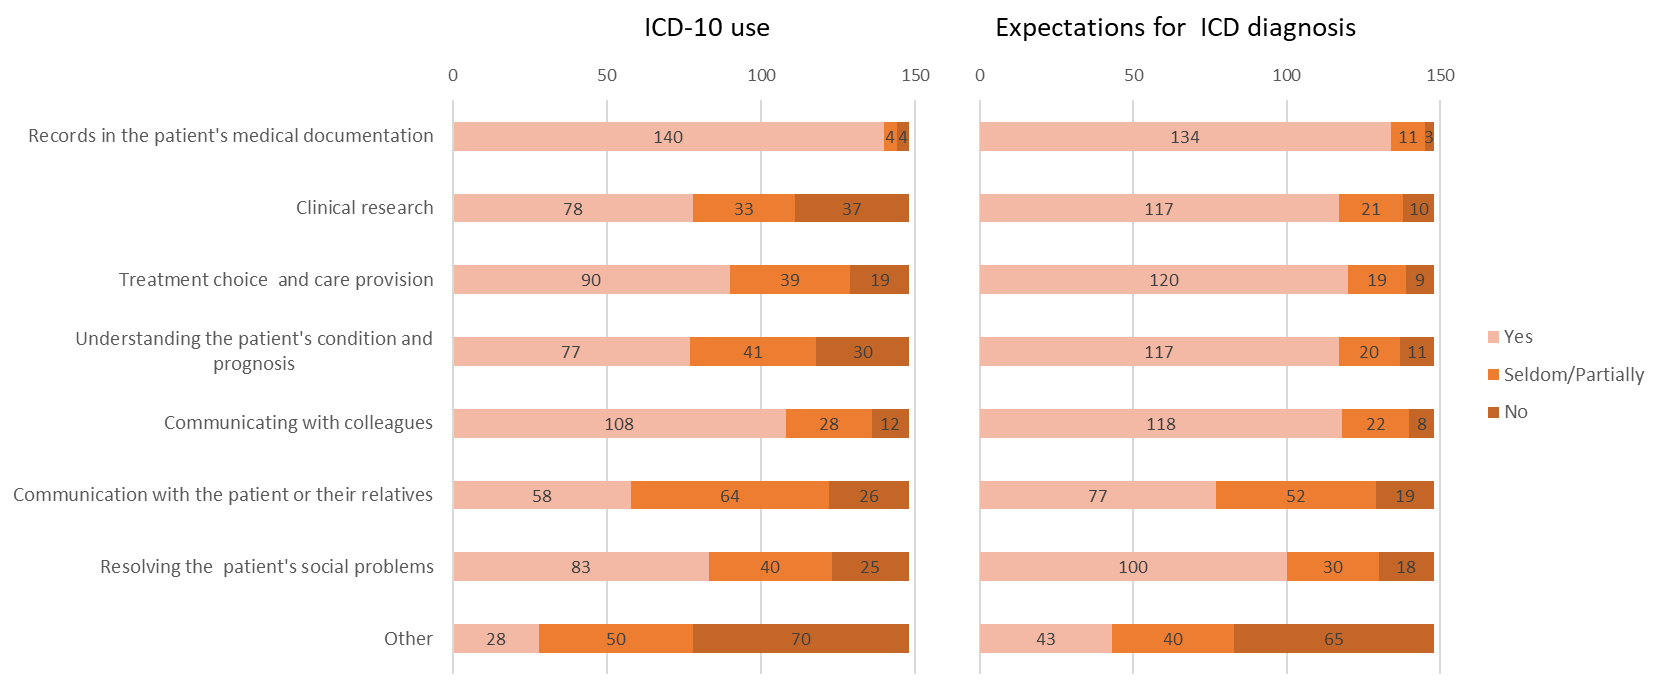 ICD-10 use
Expectations for ICD diagnosis
0 50 100 150
0 50 100 150
Records in the patient's medical documentation
140 4 4
134 11 3
Clinical research
78 33 37
117 21 10
Treatment choice and care provision
90 39 19
120 19 9
Understanding the patient's condition and
prognosis
77 41 30
117 20 11
Communicating with colleagues
108 28 12
118 22 8
Communication with the patient or their relatives
58 64 26
77 52 19
Resolving the patient's social problems
83 40 25
100 30 18
Other
28 50 70
43 40 65
Yes
Seldom/Partially
No